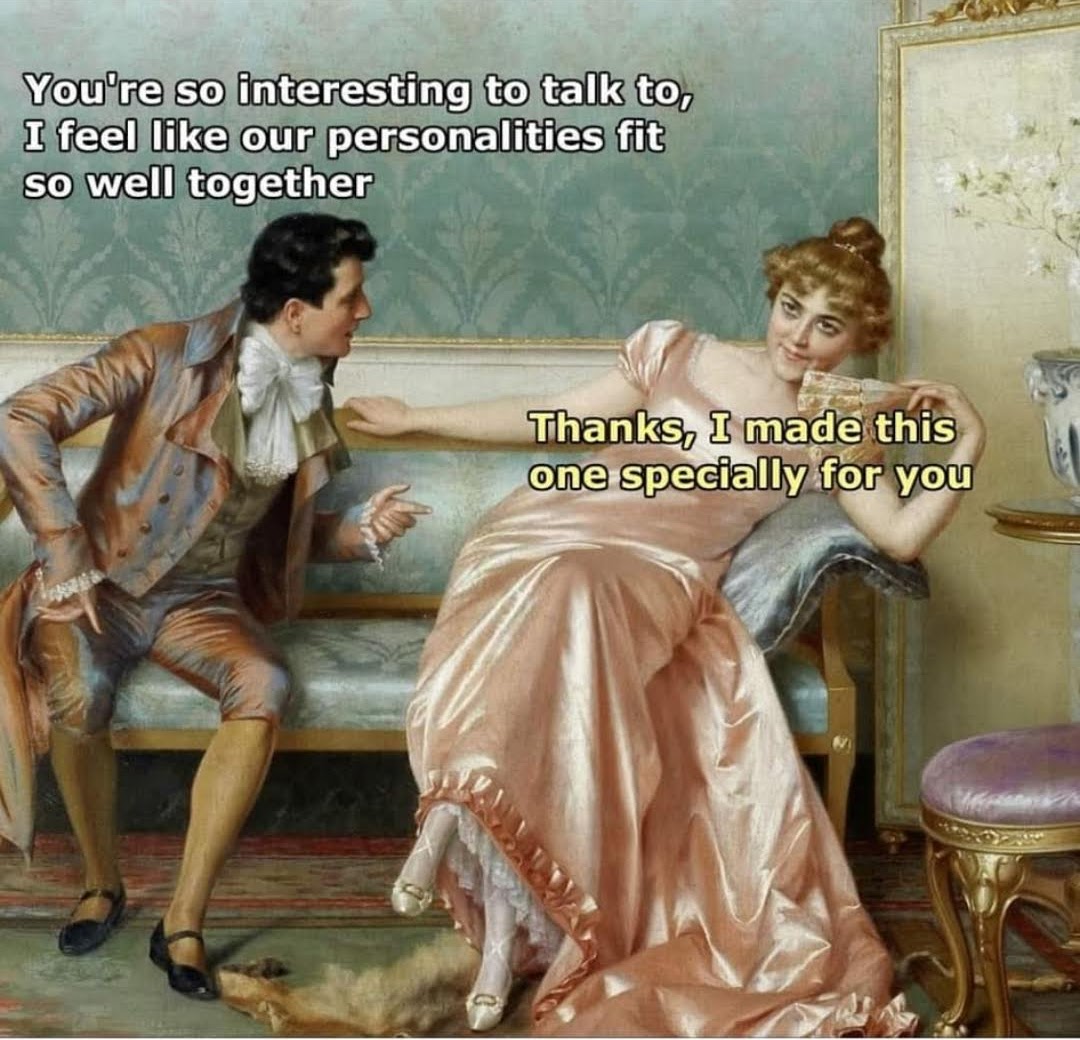 You're so interesting to talk to,
I feel like our personalities fit
so well together
Thanks, I made this
one specially for you